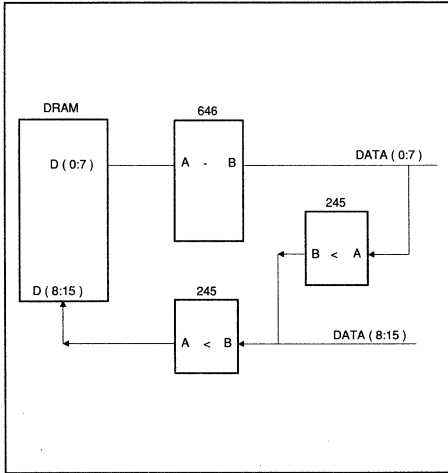 646
DRAM
D ( 0:7)
A - B
DATA ( 0:7)
245
B < A
D ( 8:15)
245
A < B
DATA ( 8:15)